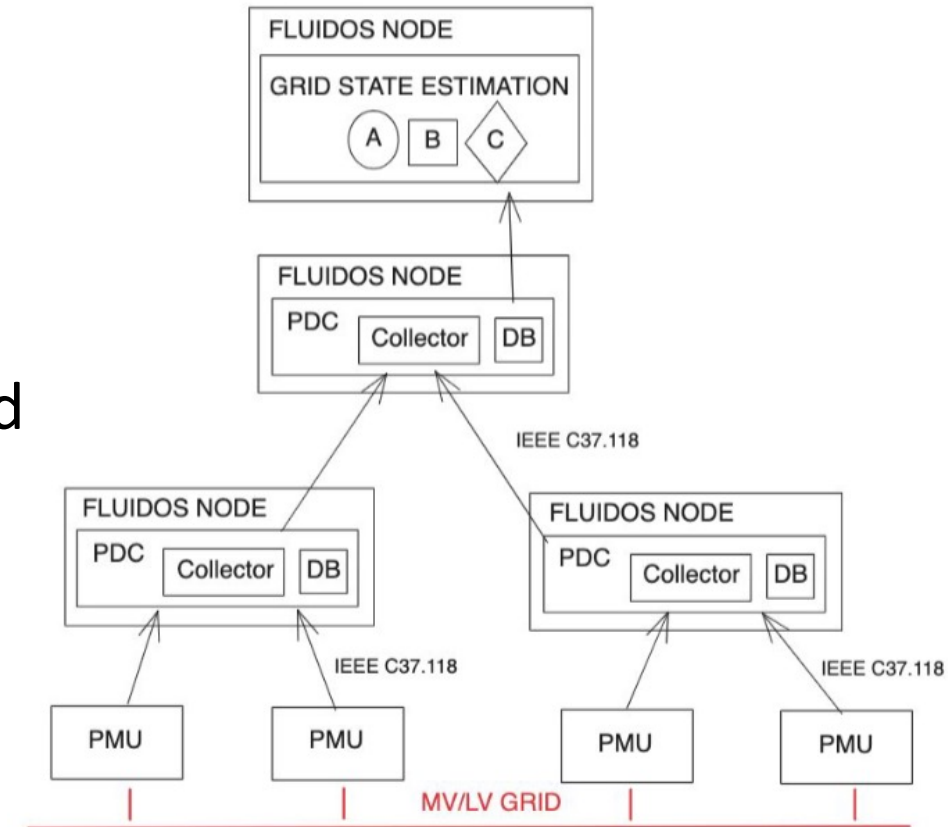 FLUIDOS NODE
GRID STATE ESTIMATION
A B C
FLUIDOS NODE
PDC Collector DB
d
IEEE C37.118
FLUIDOS NODE
PDC Collector DB
FLUIDOS NODE
PDC Collector DB
IEEE C37.118
IEEE C37.118
PMU PMU PMU PMU
MV/LV GRID